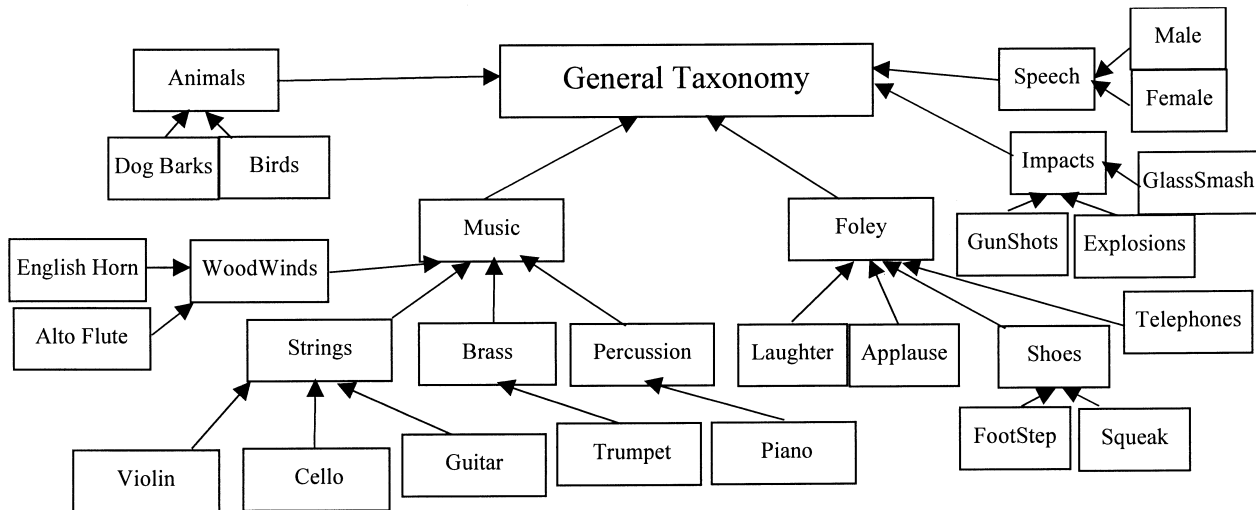 Male
Animals
General Taxonomy
Speech
Female
Dog Barks
Birds
Impacts
GlassSmash
Music
Foley
GunShots
Explosions
English Horn
WoodWinds
Alto Flute
Telephones
Strings
Brass
Percussion
Laughter
Applause
Shoes
Violin
Cello
Guitar
Trumpet
Piano
FootStep
Squeak